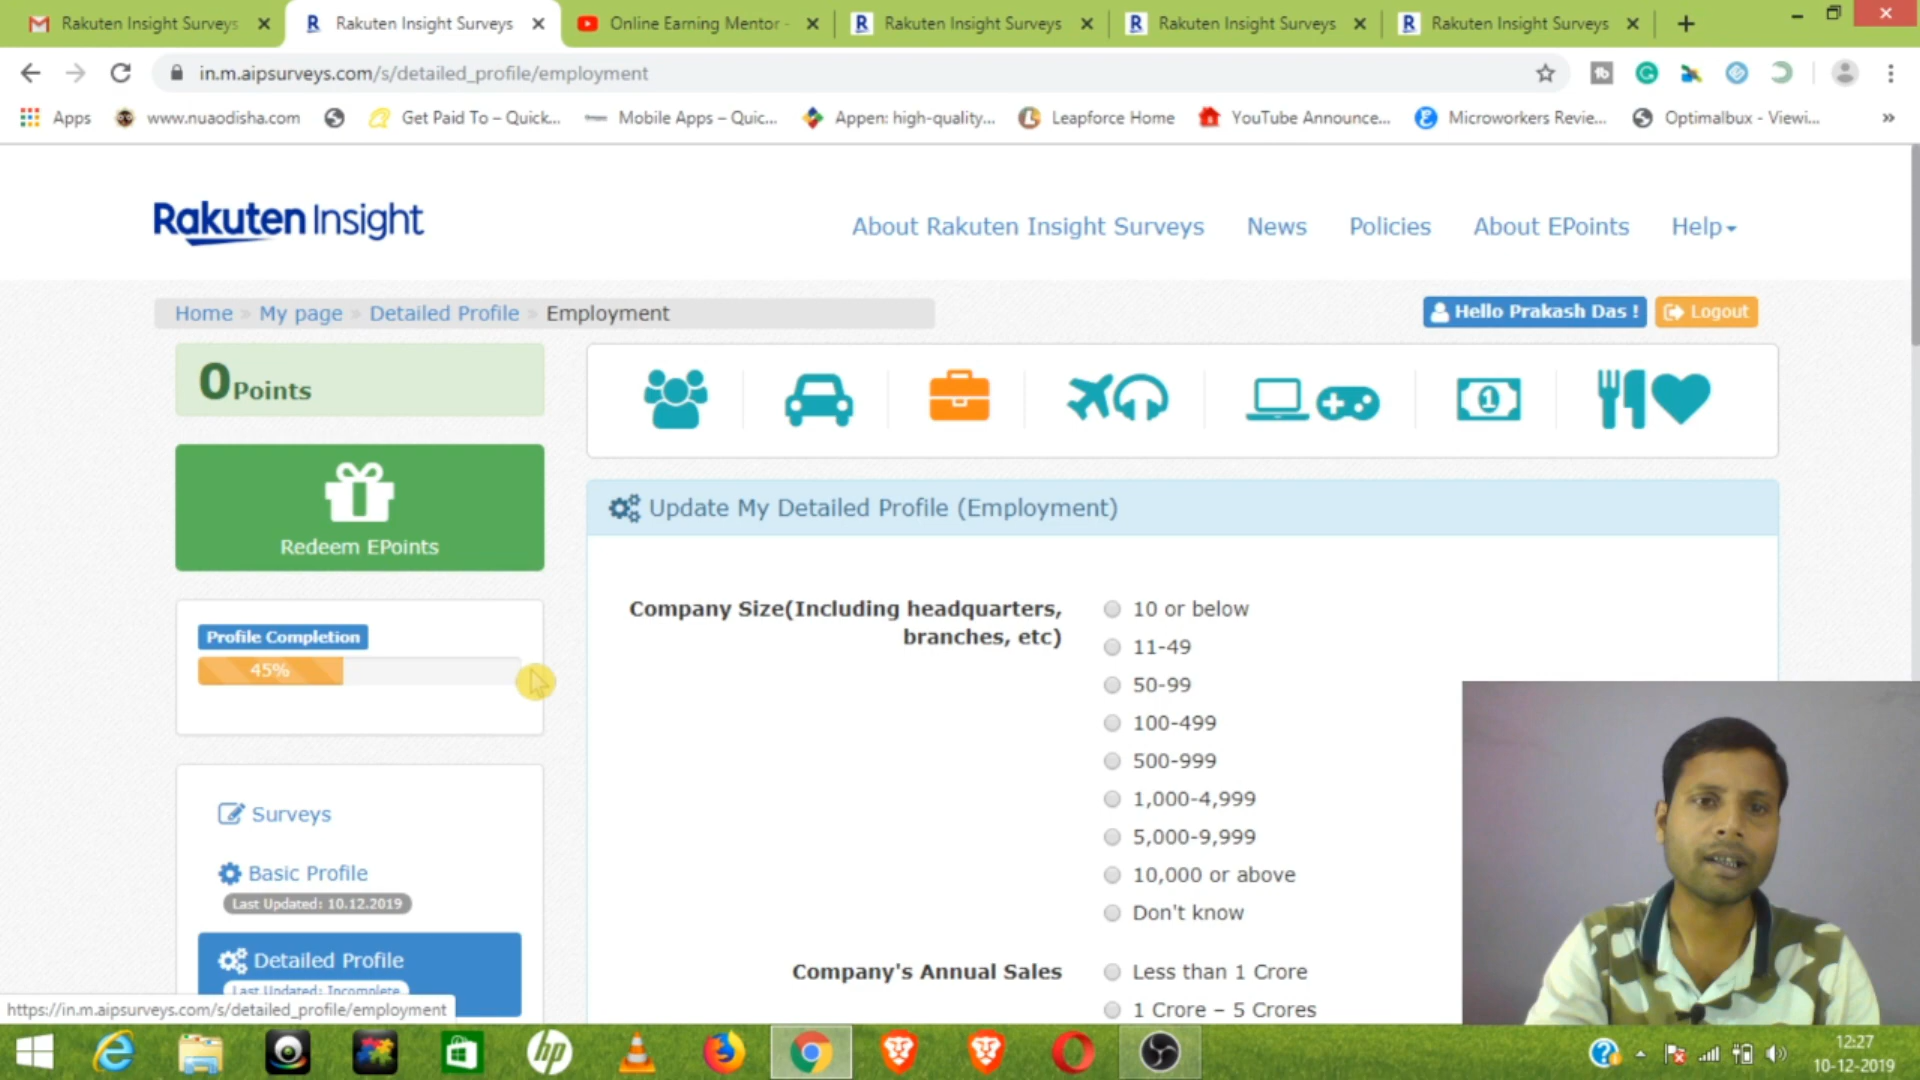 Rakuten Insight Surveys
Rakuten Insight Surveys
Online Earning Mentor -
Rakuten Insight Surveys
Rakuten Insight Surveys
Rakuten Insight Surveys
in.m.aipsurveys.com/s/detailed_profile/employment
Apps
www.nuaodisha.com
Get Paid To – Quick...
Mobile Apps – Quic...
Appen: high-quality...
Leapforce Home
YouTube Announce...
Microworkers Revie...
Optimalbux - Viewi...
»
Rakuten Insight
About Rakuten Insight Surveys
News
Policies
About EPoints
Help
Home » My page » Detailed Profile » Employment
Hello Prakash Das !
Logout
0 Points
Redeem EPoints
Profile Completion
45%
Surveys
Basic Profile
Last Updated: 10.12.2019
Detailed Profile
Last Updated: Incomplete
Update My Detailed Profile (Employment)
Company Size(Including headquarters,
branches, etc)
10 or below
11-49
50-99
100-499
500-999
1,000-4,999
5,000-9,999
10,000 or above
Don't know
Company's Annual Sales
Less than 1 Crore
1 Crore – 5 Crores
https://in.m.aipsurveys.com/s/detailed_profile/employment
12:27
10-12-2019